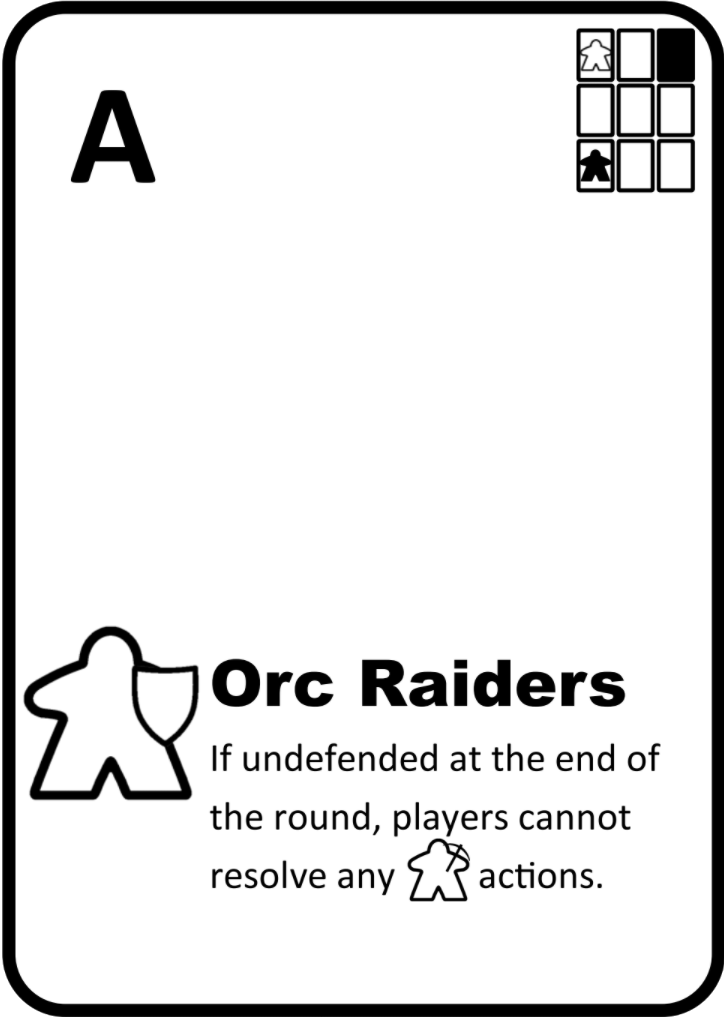 A
Orc Raiders
If undefended at the end of
the round, players cannot
resolve any actions.